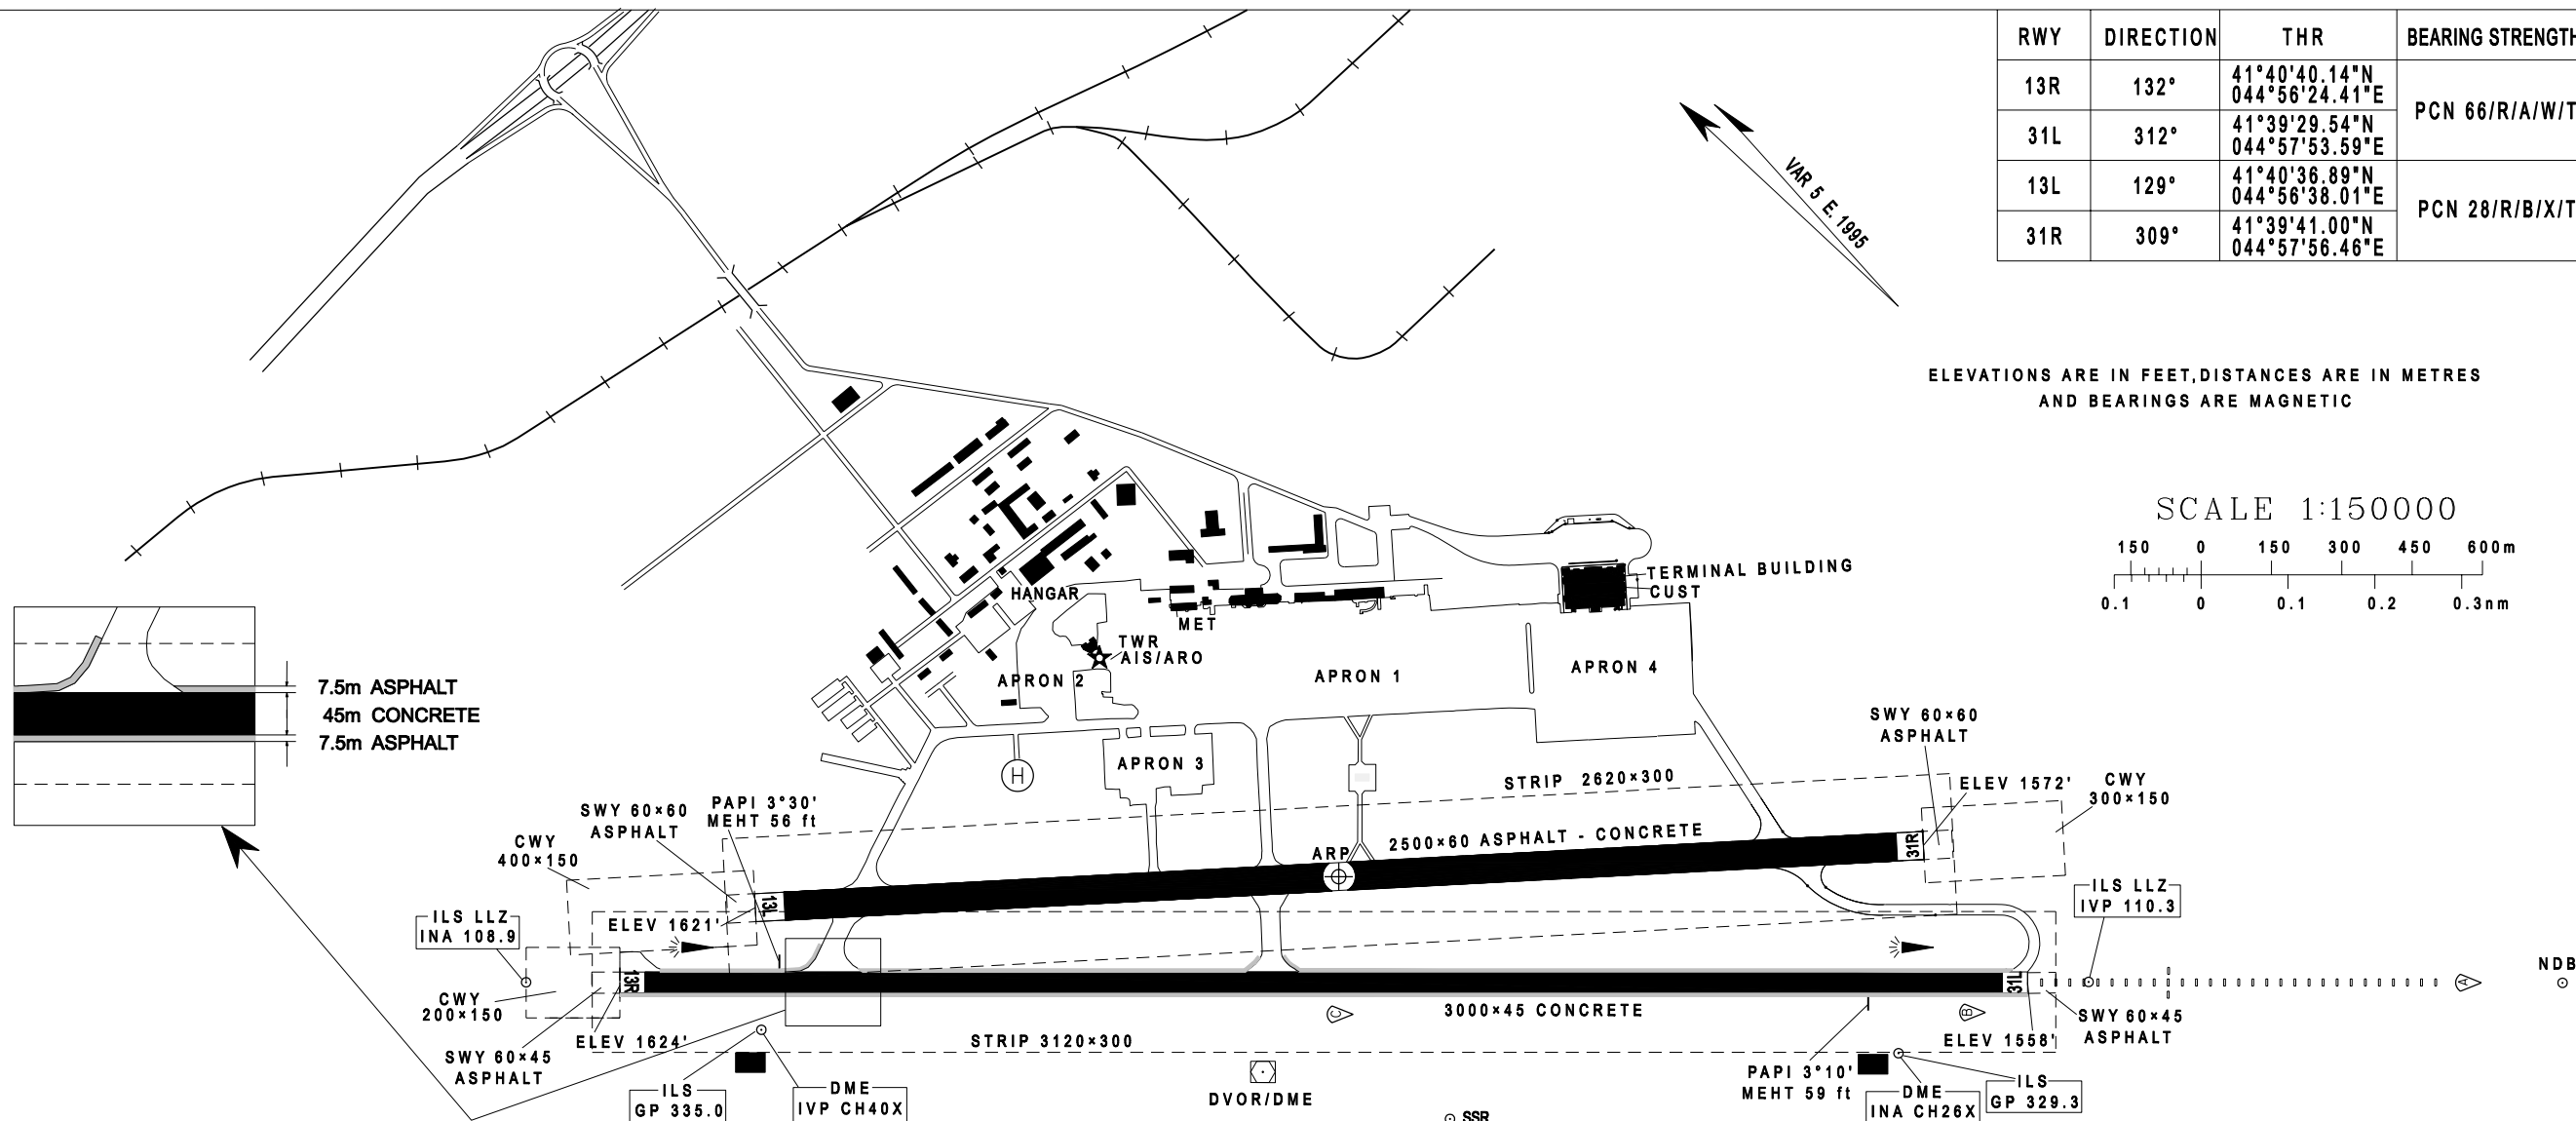 RWY DIRECTION THR BEARING STRENGTH
13R 132° 41°40'40.14"N 044°56'24.41"E PCN 66/R/A/W/T
31L 312° 41°39'29.54"N 044°57'53.59"E
13L 129° 41°40'36.89"N 044°56'38.01"E PCN 28/R/B/X/T
31R 309° 41°39'41.00"N 044°57'56.46"E
VAR 5 E. 1995
ELEVATIONS ARE IN FEET,DISTANCES ARE IN METRES
AND BEARINGS ARE MAGNETIC
SCALE 1:150000
150 0 150 300 450 600m
0.1 0 0.1 0.2 0.3nm
TERMINAL BUILDING
CUST
HANGAR
MET
TWR
AIS/ARO
APRON 2
APRON 1
APRON 4
7.5m ASPHALT
45m CONCRETE
7.5m ASPHALT
SWY 60×60
ASPHALT
APRON 3
H
STRIP 2620×300
ELEV 1572'
CWY
300×150
SWY 60×60
ASPHALT
PAPI 3°30'
MEHT 56 ft
CWY
400×150
2500×60 ASPHALT - CONCRETE
31R
ARP
13L
ILS LLZ
IVP 110.3
ILS LLZ
INA 108.9
ELEV 1621'
NDB
13R
31L
A
CWY
200×150
3000×45 CONCRETE
C
B
SWY 60×45
ASPHALT
ELEV 1624'
STRIP 3120×300
ELEV 1558'
SWY 60×45
ASPHALT
PAPI 3°10'
MEHT 59 ft
ILS
GP 335.0
DME
IVP CH40X
DVOR/DME
DME
INA CH26X
ILS
GP 329.3
SSR